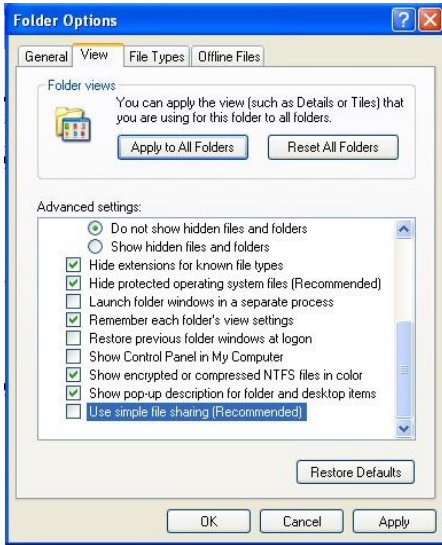 Folder Options
General View File Types Offline Files
Folder views
You can apply the view (such as Details or Tiles) that
you are using for this folder to all folders.
Apply to All Folders Reset All Folders
Advanced settings:
Do not show hidden files and folders
Show hidden files and folders
Hide extensions for known file types
Hide protected operating system files (Recommended)
Launch folder windows in a separate process
Remember each folder's view settings
Restore previous folder windows at logon
Show Control Panel in My Computer
Show encrypted or compressed NTFS files in color
Show pop-up description for folder and desktop items
Use simple file sharing (Recommended)
Restore Defaults
OK Cancel Apply